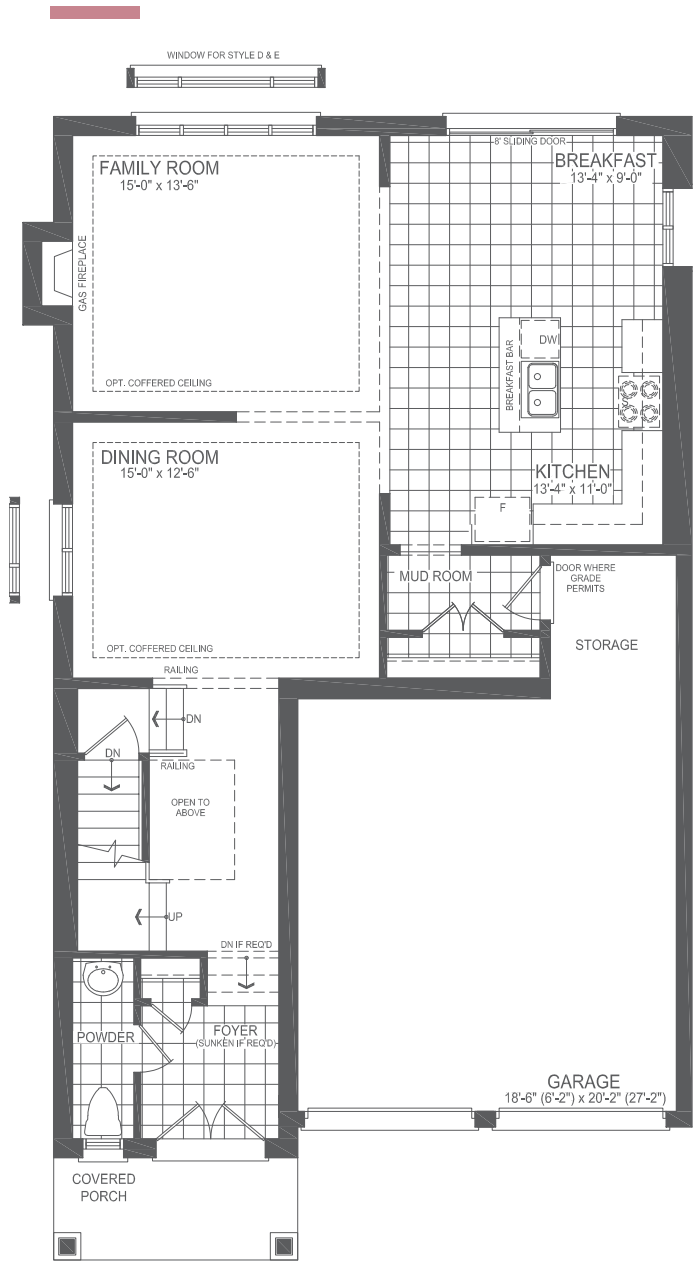 WINDOW FOR STYLE D & E
8' SLIDING DOOR
FAMILY ROOM
15'-0" x 13'-6"
BREAKFAST
13'-4" x 9'-0"
GAS FIREPLACE
BREAKFAST BAR
DW
OPT. COFFERED CEILING
DINING ROOM
15'-0" x 12'-6"
KITCHEN
13'-4" x 11'-0"
F
MUD ROOM
DOOR WHERE
GRADE
PERMITS
STORAGE
OPT. COFFERED CEILING
RAILING
DN
DN
RAILING
OPEN TO
ABOVE
UP
DN IF REQ'D
POWDER
FOYER
(SUNKEN IF REQ'D)
GARAGE
18'-6" (6'-2") x 20'-2" (27'-2")
COVERED
PORCH